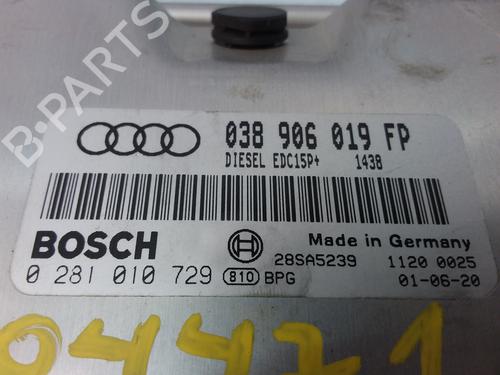 B-PARTS
038 906 019 FP
DIESEL EDC15P+ 1438
BOSCH
Made in Germany
28SA5239 1120 0025
0 281 010 729 810 BPG 01-06-20